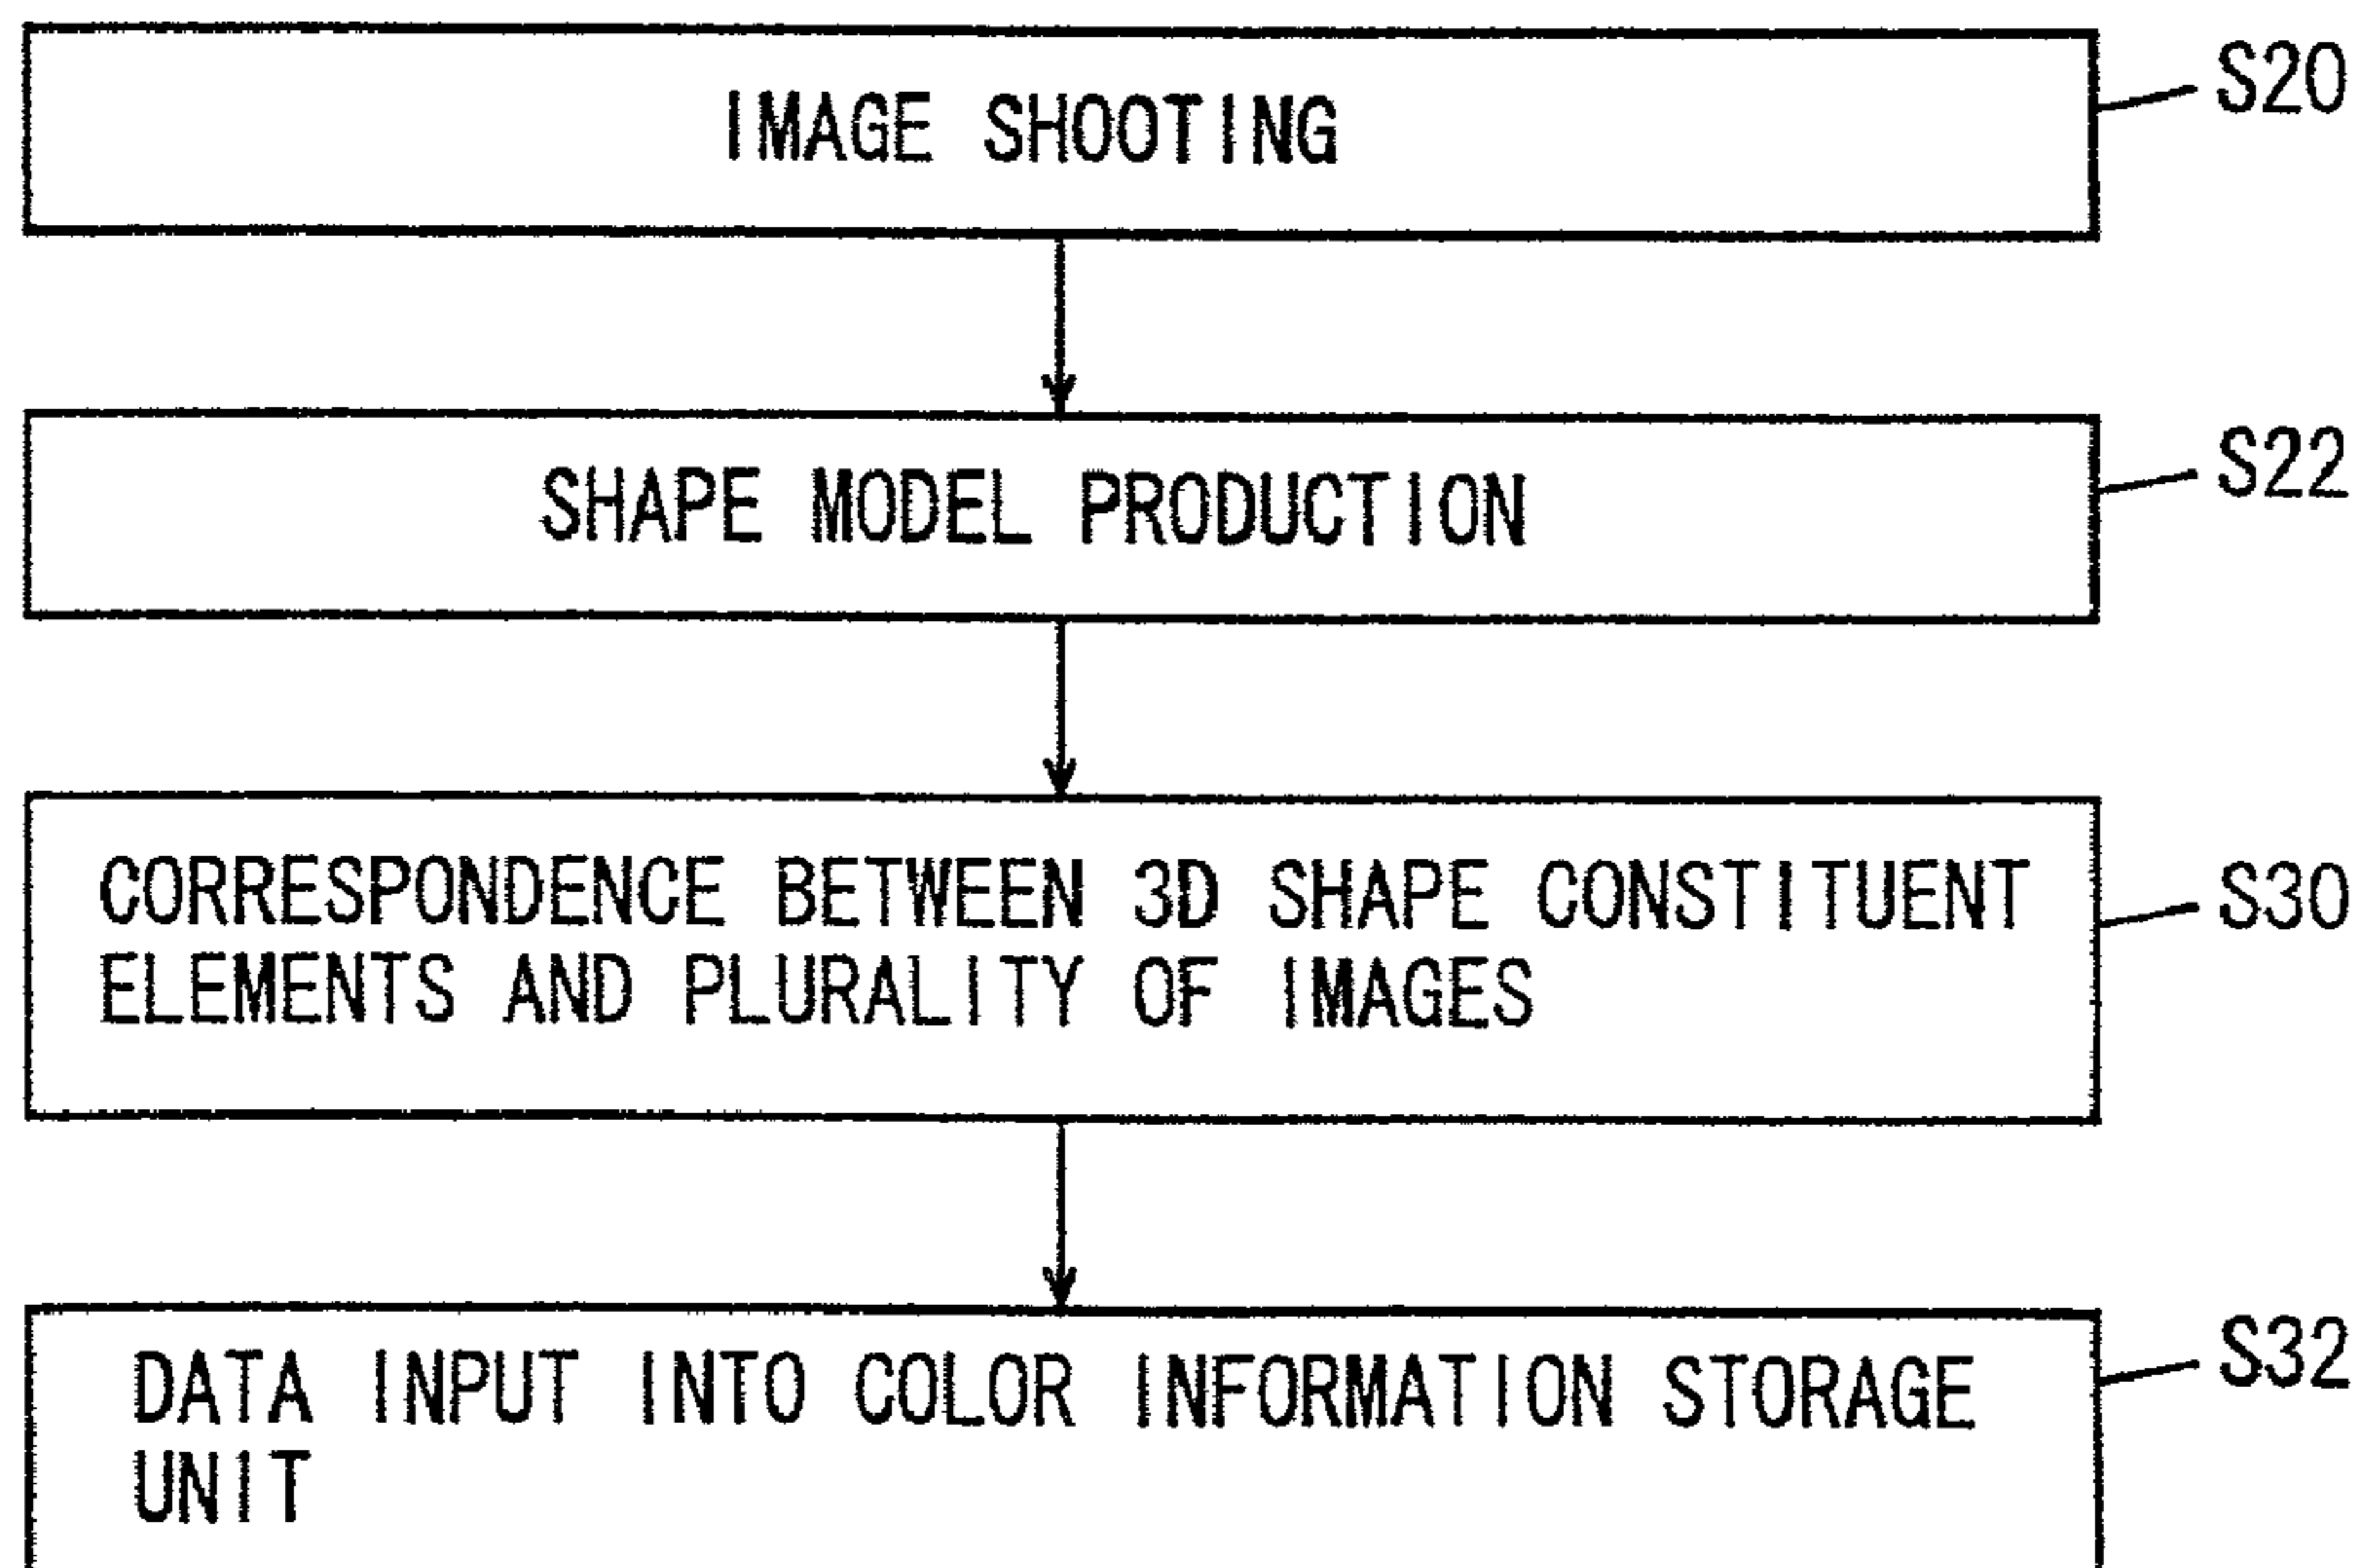 IMAGE SHOOTING
S20
SHAPE MODEL PRODUCTION
S22
CORRESPONDENCE BETWEEN 3D SHAPE CONSTITUENT
ELEMENTS AND PLURALITY OF IMAGES
S30
DATA INPUT INTO COLOR INFORMATION STORAGE
UNIT
S32